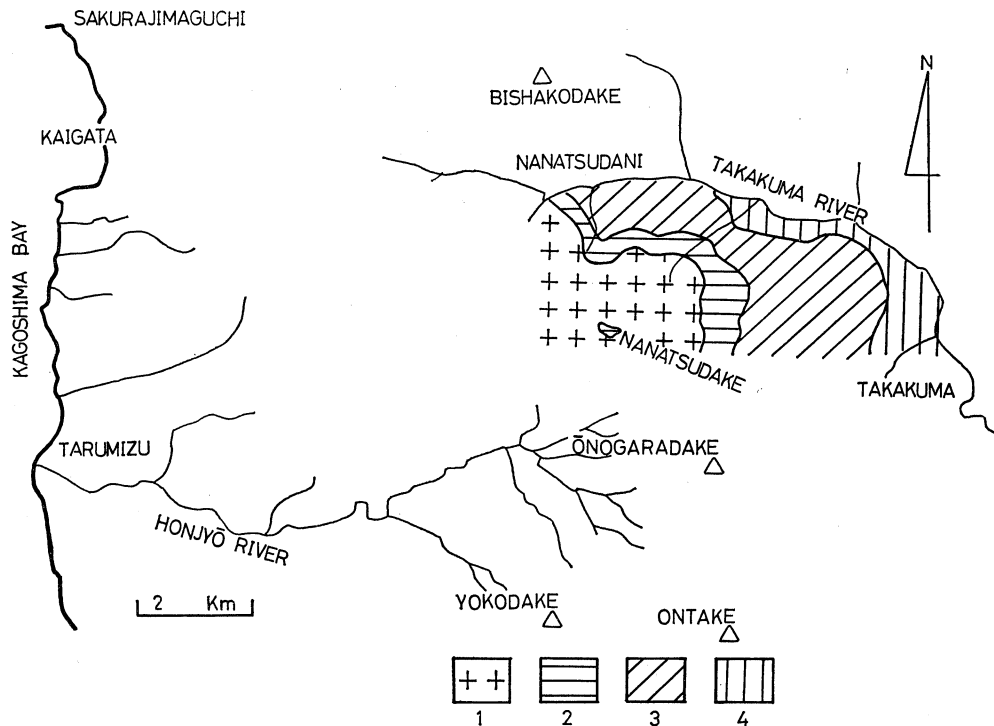 SAKURAJIMAGUCHI
BISHAKODAKE
N
KAIGATA
NANATSUDANI
TAKAKUMA RIVER
KAGOSHIMA BAY
NANATSUDAKE
TAKAKUMA
TARUMIZU
ŌNOGARADAKE
HONJYŌ RIVER
2 Km
YOKODAKE
ONTAKE
1 2 3 4